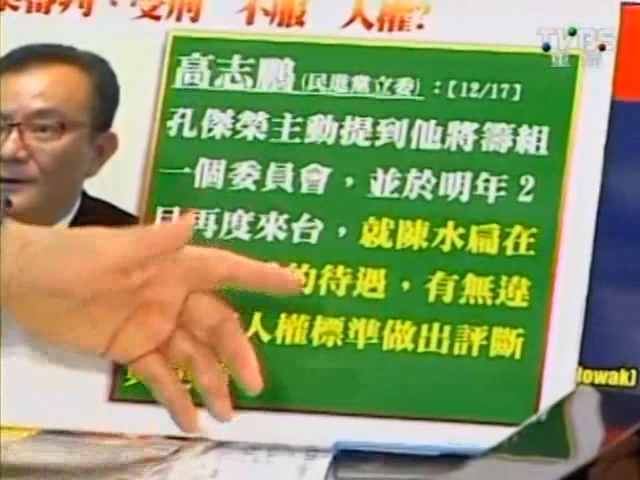 審判、受刑 不服 人權?
TVBS
高志鵬(民進黨立委):【12/17】
孔傑榮主動提到他將籌組
一個委員會,並於明年2
月再度來台,就陳水扁在
的待遇,有無違
人權標準做出評斷
lowak)